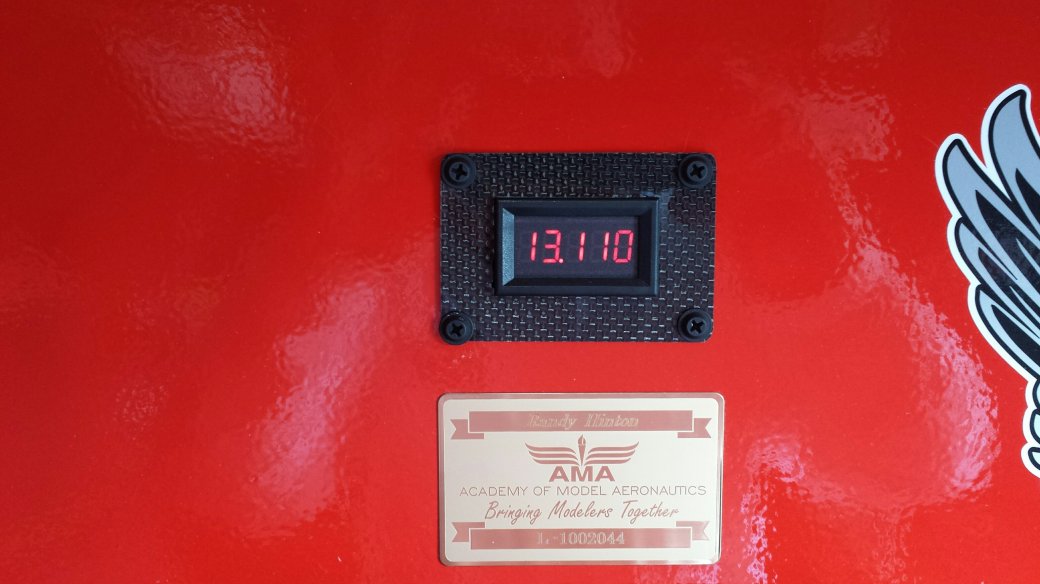 13.110
Randy Hinton
AMA
ACADEMY OF MODEL AERONAUTICS
Bringing Modelers Together
L-1002044